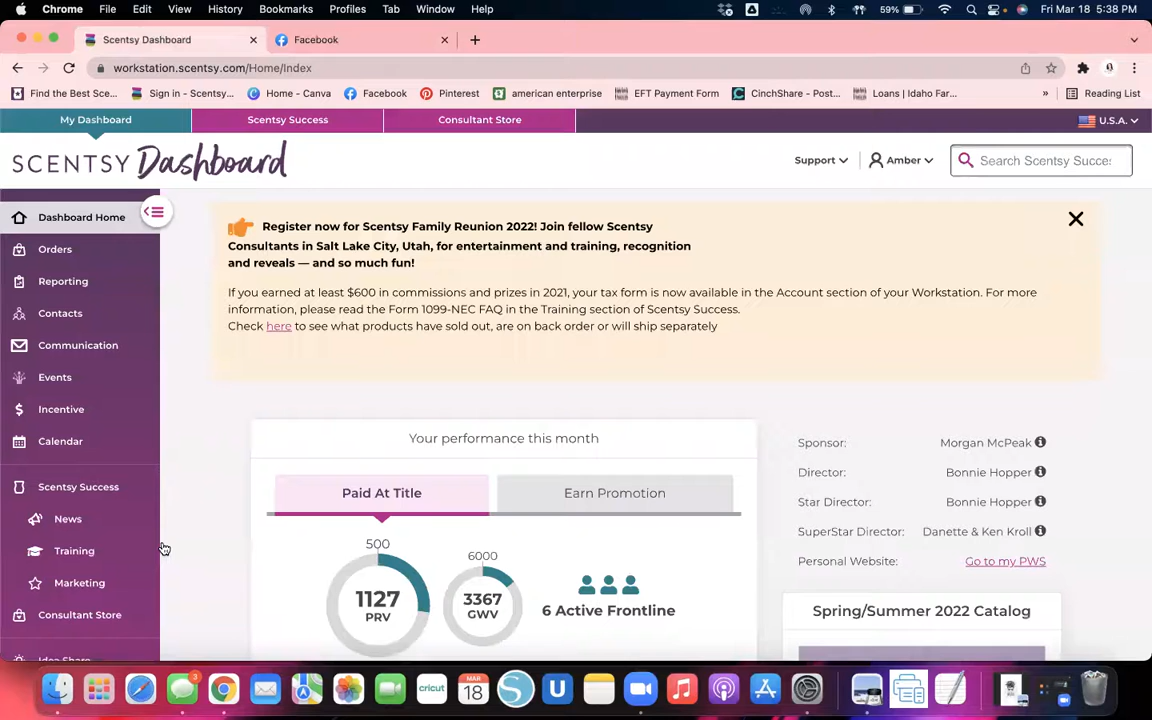 Chrome File Edit View History Bookmarks Profiles Tab Window Help 59% Fri Mar 18 5:38 PM
Scentsy Dashboard Facebook
workstation.scentsy.com/Home/Index
Find the Best Sce... Sign in - Scentsy... Home - Canva Facebook Pinterest american enterprise EFT Payment Form CinchShare - Post... Loans | Idaho Far... » Reading List
My Dashboard Scentsy Success Consultant Store U.S.A.
SCENTSY Dashboard Support Amber Search Scentsy Succe:
Dashboard Home
Orders
Reporting
Contacts
Communication
Events
Incentive
Calendar
Scentsy Success
News
Training
Marketing
Consultant Store
Idea Share
Register now for Scentsy Family Reunion 2022! Join fellow Scentsy
Consultants in Salt Lake City, Utah, for entertainment and training, recognition
and reveals — and so much fun!
If you earned at least $600 in commissions and prizes in 2021, your tax form is now available in the Account section of your Workstation. For more
information, please read the Form 1099-NEC FAQ in the Training section of Scentsy Success.
Check here to see what products have sold out, are on back order or will ship separately
Your performance this month
Paid At Title Earn Promotion
500
1127
PRV
6000
3367
GWV
6 Active Frontline
Sponsor: Morgan McPeak
Director: Bonnie Hopper
Star Director: Bonnie Hopper
SuperStar Director: Danette & Ken Kroll
Personal Website: Go to my PWS
Spring/Summer 2022 Catalog
3
cricut
MAR
18